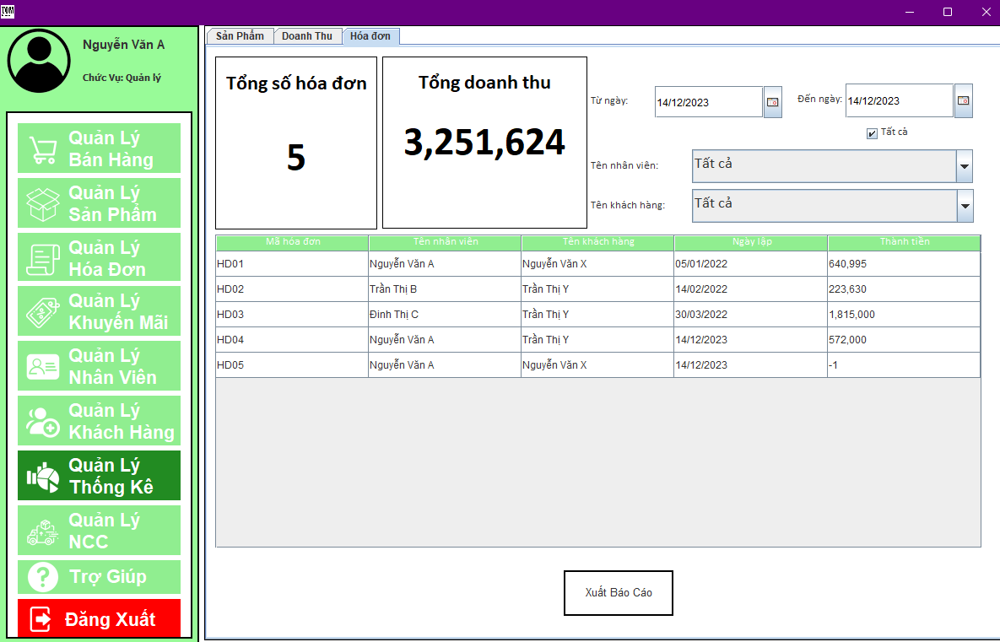 TOM
Nguyễn Văn A
Chức Vụ: Quản lý
Quản Lý
Bán Hàng
Quản Lý
Sản Phẩm
Quản Lý
Hóa Đơn
Quản Lý
Khuyến Mãi
Quản Lý
Nhân Viên
Quản Lý
Khách Hàng
Quản Lý
Thống Kê
Quản Lý
NCC
Trợ Giúp
Đăng Xuất
Sản Phẩm Doanh Thu Hóa đơn
Tổng số hóa đơn
5
Tổng doanh thu
3,251,624
Từ ngày: 14/12/2023 Đến ngày: 14/12/2023
Tất cả
Tên nhân viên: Tất cả
Tên khách hàng: Tất cả
Mã hóa đơn Tên nhân viên Tên khách hàng Ngày lập Thành tiền
HD01 Nguyễn Văn A Nguyễn Văn X 05/01/2022 640,995
HD02 Trần Thị B Trần Thị Y 14/02/2022 223,630
HD03 Đinh Thị C Trần Thị Y 30/03/2022 1,815,000
HD04 Nguyễn Văn A Trần Thị Y 14/12/2023 572,000
HD05 Nguyễn Văn A Nguyễn Văn X 14/12/2023 -1
Xuất Báo Cáo